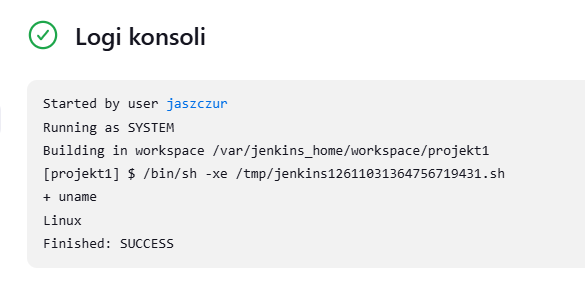 Logi konsoli
Started by user jaszczur
Running as SYSTEM
Building in workspace /var/jenkins_home/workspace/projekt1
[projekt1] $ /bin/sh -xe /tmp/jenkins12611031364756719431.sh
+ uname
Linux
Finished: SUCCESS